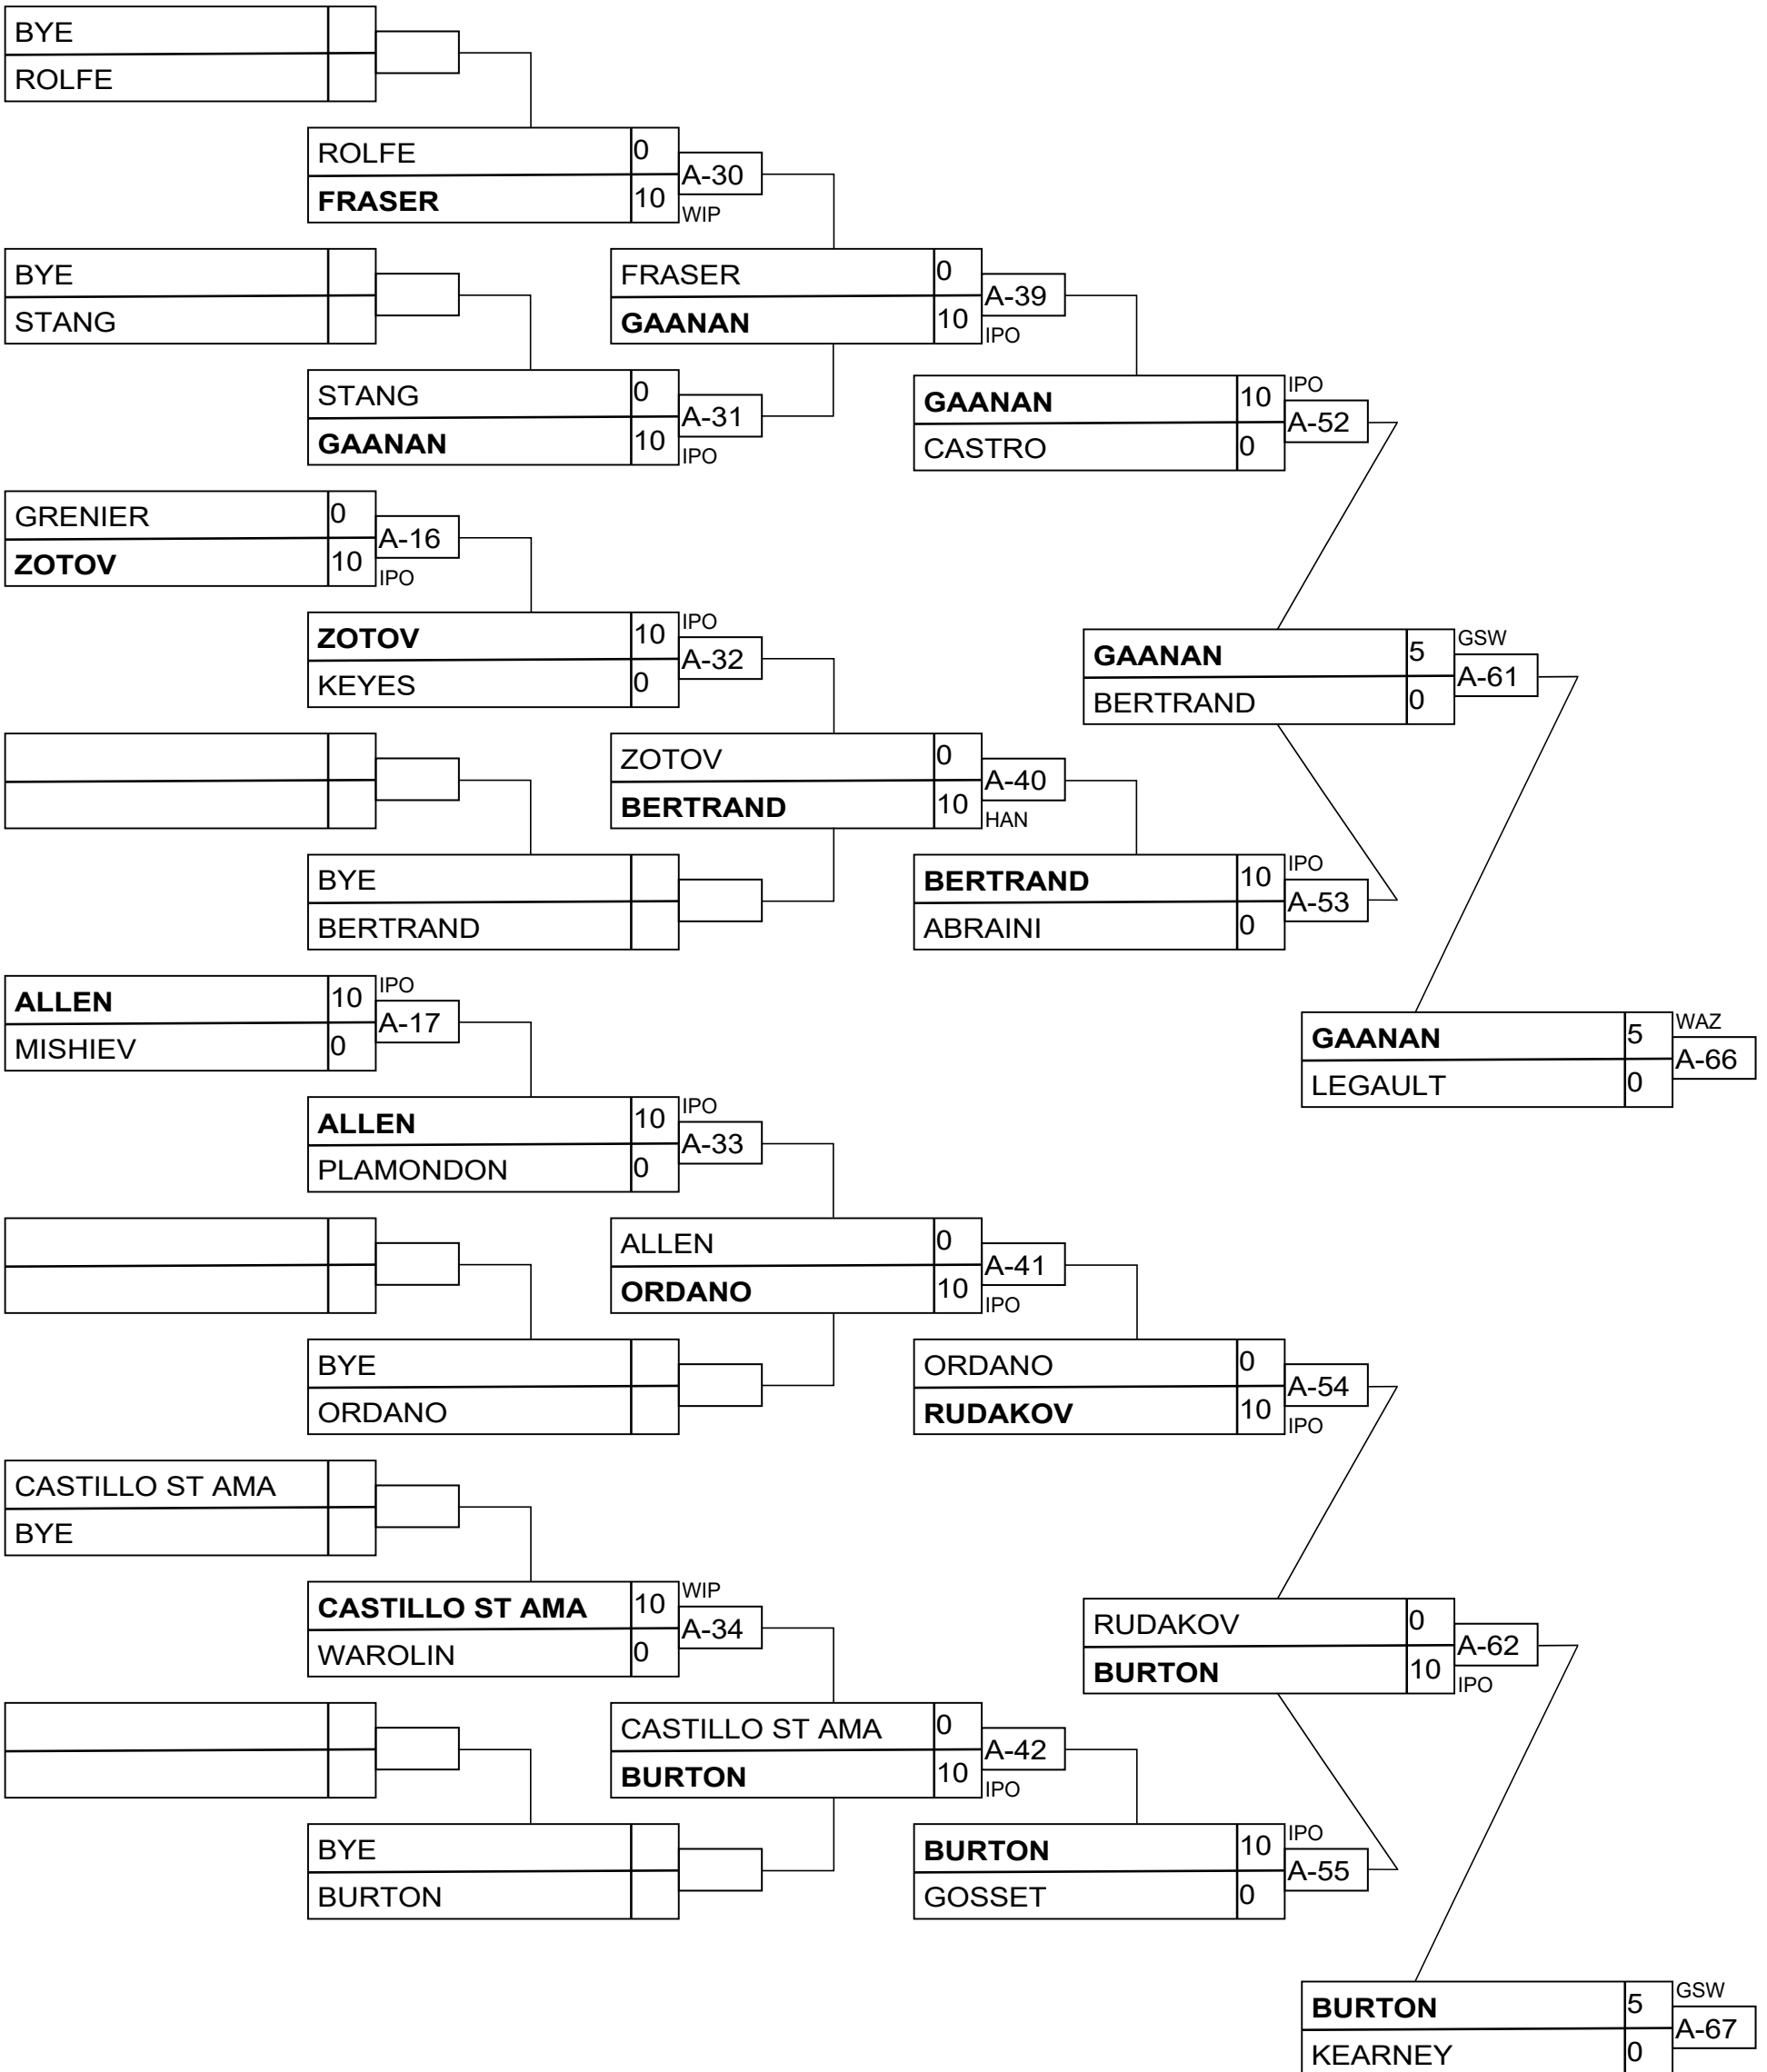 BYE
ROLFE
ROLFE 0
A-30
FRASER 10
WIP
BYE
STANG
FRASER 0
A-39
GAANAN 10
IPO
STANG 0
A-31
GAANAN 10
IPO
GAANAN 10
IPO
A-52
CASTRO 0
GRENIER 0
A-16
ZOTOV 10
IPO
ZOTOV 10
IPO
A-32
KEYES 0
GAANAN 5
GSW
A-61
BERTRAND 0
ZOTOV 0
A-40
BERTRAND 10
HAN
BYE
BERTRAND
BERTRAND 10
IPO
A-53
ABRAINI 0
ALLEN 10
IPO
A-17
MISHIEV 0
GAANAN 5
WAZ
A-66
LEGAULT 0
ALLEN 10
IPO
A-33
PLAMONDON 0
ALLEN 0
A-41
ORDANO 10
IPO
BYE
ORDANO
ORDANO 0
A-54
RUDAKOV 10
IPO
CASTILLO ST AMA
BYE
CASTILLO ST AMA 10
WIP
A-34
WAROLIN 0
RUDAKOV 0
A-62
BURTON 10
IPO
CASTILLO ST AMA 0
A-42
BURTON 10
IPO
BYE
BURTON
BURTON 10
IPO
A-55
GOSSET 0
BURTON 5
GSW
A-67
KEARNEY 0